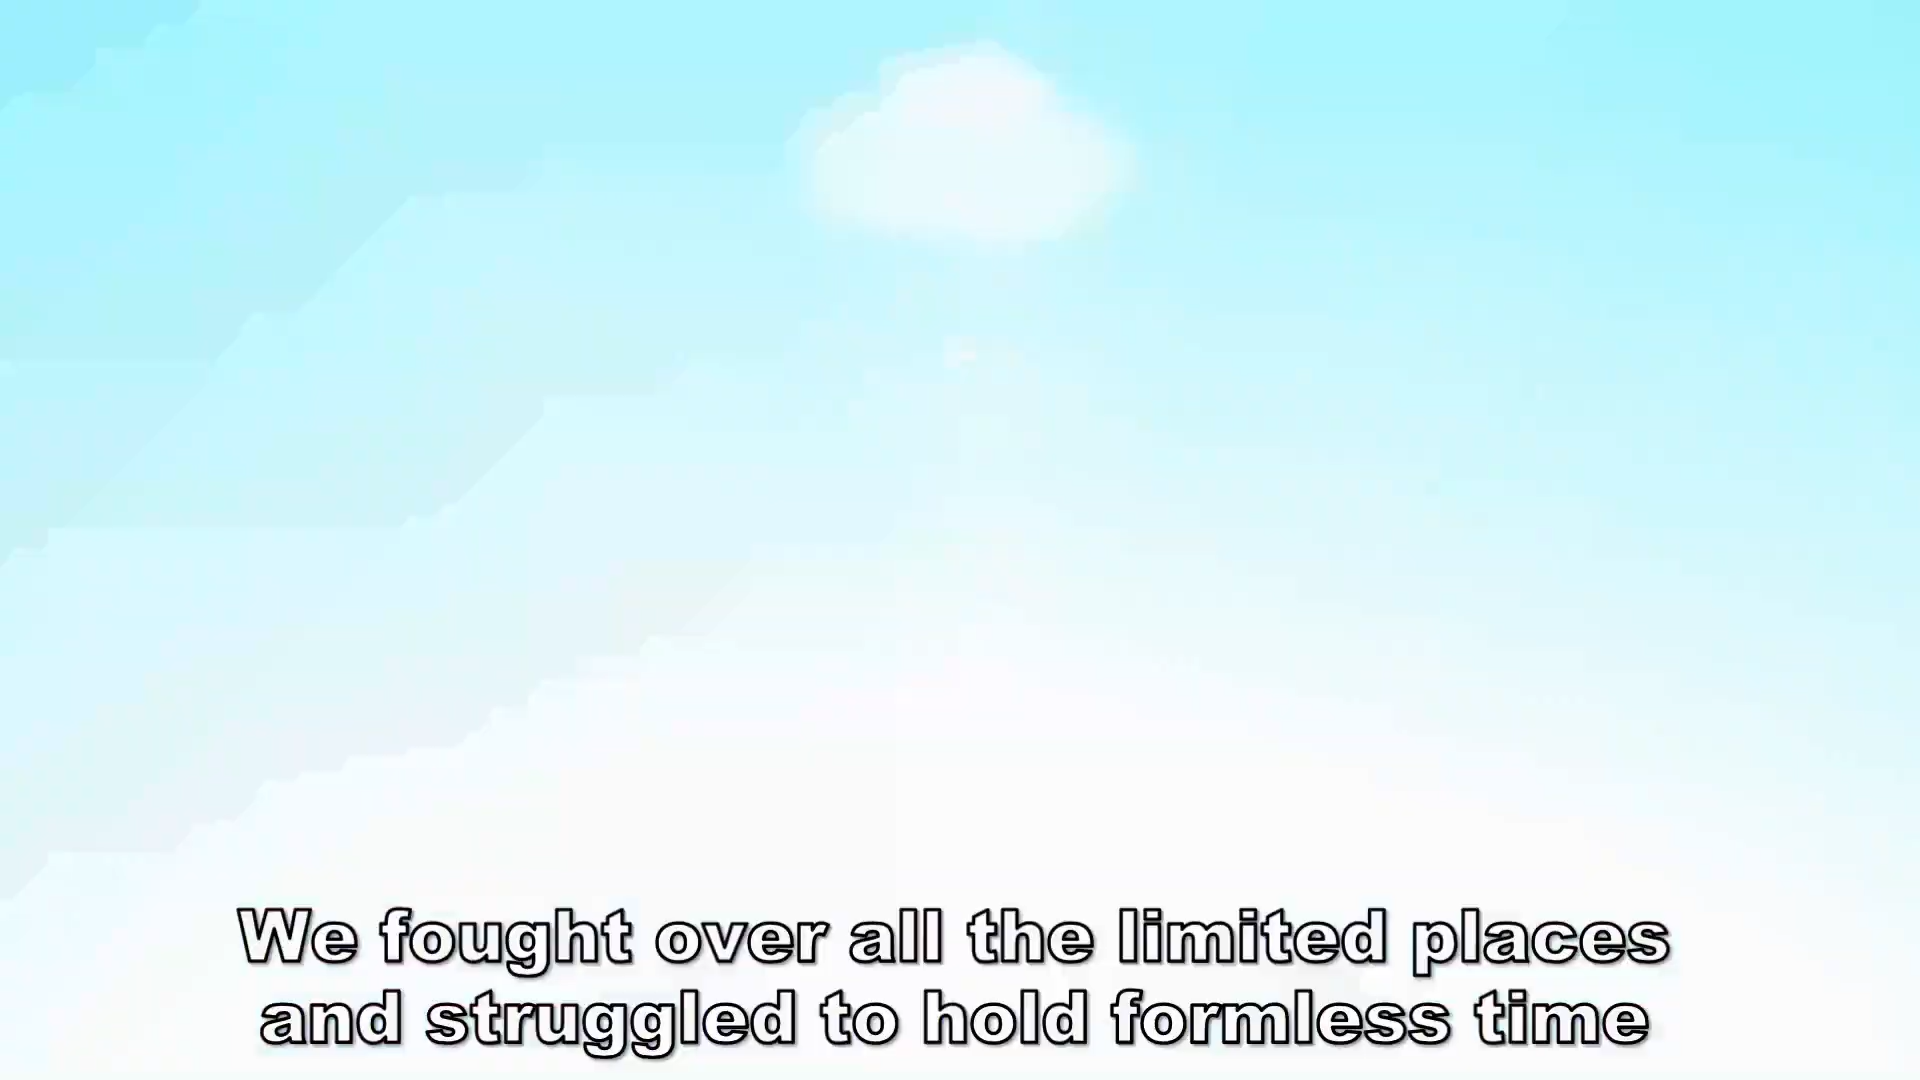 We fought over all the limited places
and struggled to hold formless time